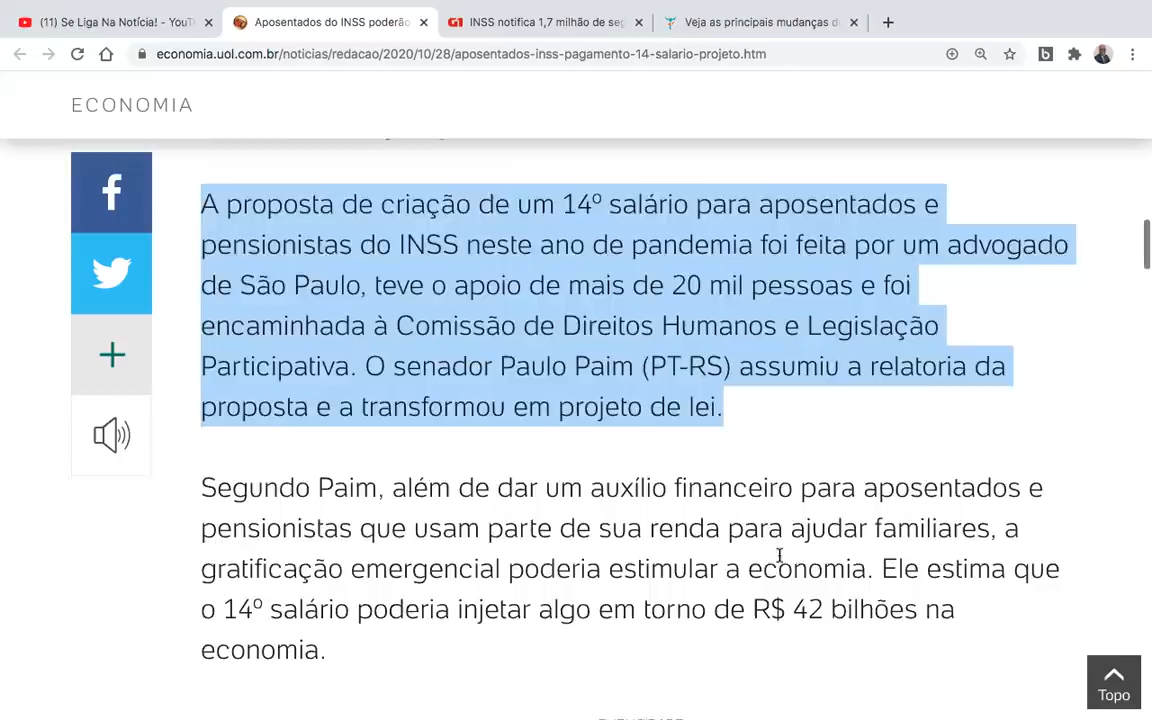 (11) Se Liga Na Notícia! - YouT
Aposentados do INSS poderão
G1 INSS notifica 1,7 milhão de seg
Veja as principais mudanças d
economia.uol.com.br/noticias/redacao/2020/10/28/aposentados-inss-pagamento-14-salario-projeto.htm
ECONOMIA
A proposta de criação de um 14º salário para aposentados e
pensionistas do INSS neste ano de pandemia foi feita por um advogado
de São Paulo, teve o apoio de mais de 20 mil pessoas e foi
encaminhada à Comissão de Direitos Humanos e Legislação
Participativa. O senador Paulo Paim (PT-RS) assumiu a relatoria da
proposta e a transformou em projeto de lei.
Segundo Paim, além de dar um auxílio financeiro para aposentados e
pensionistas que usam parte de sua renda para ajudar familiares, a
gratificação emergencial poderia estimular a economia. Ele estima que
o 14º salário poderia injetar algo em torno de R$ 42 bilhões na
economia.
Topo